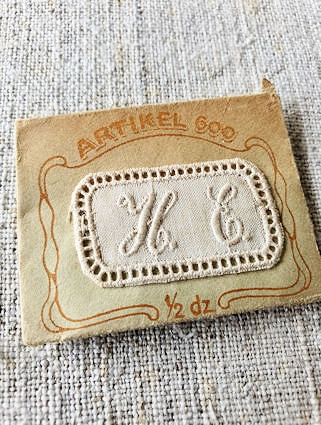 ARTIKEL 600
H. E.
1/2 dz